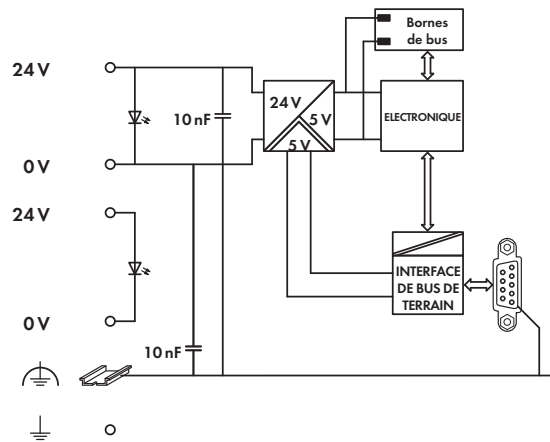 Bornes
de bus
24 V
24 V
5 V
10 nF
ELECTRONIQUE
5 V
0 V
24 V
INTERFACE
DE BUS DE
TERRAIN
0 V
10 nF